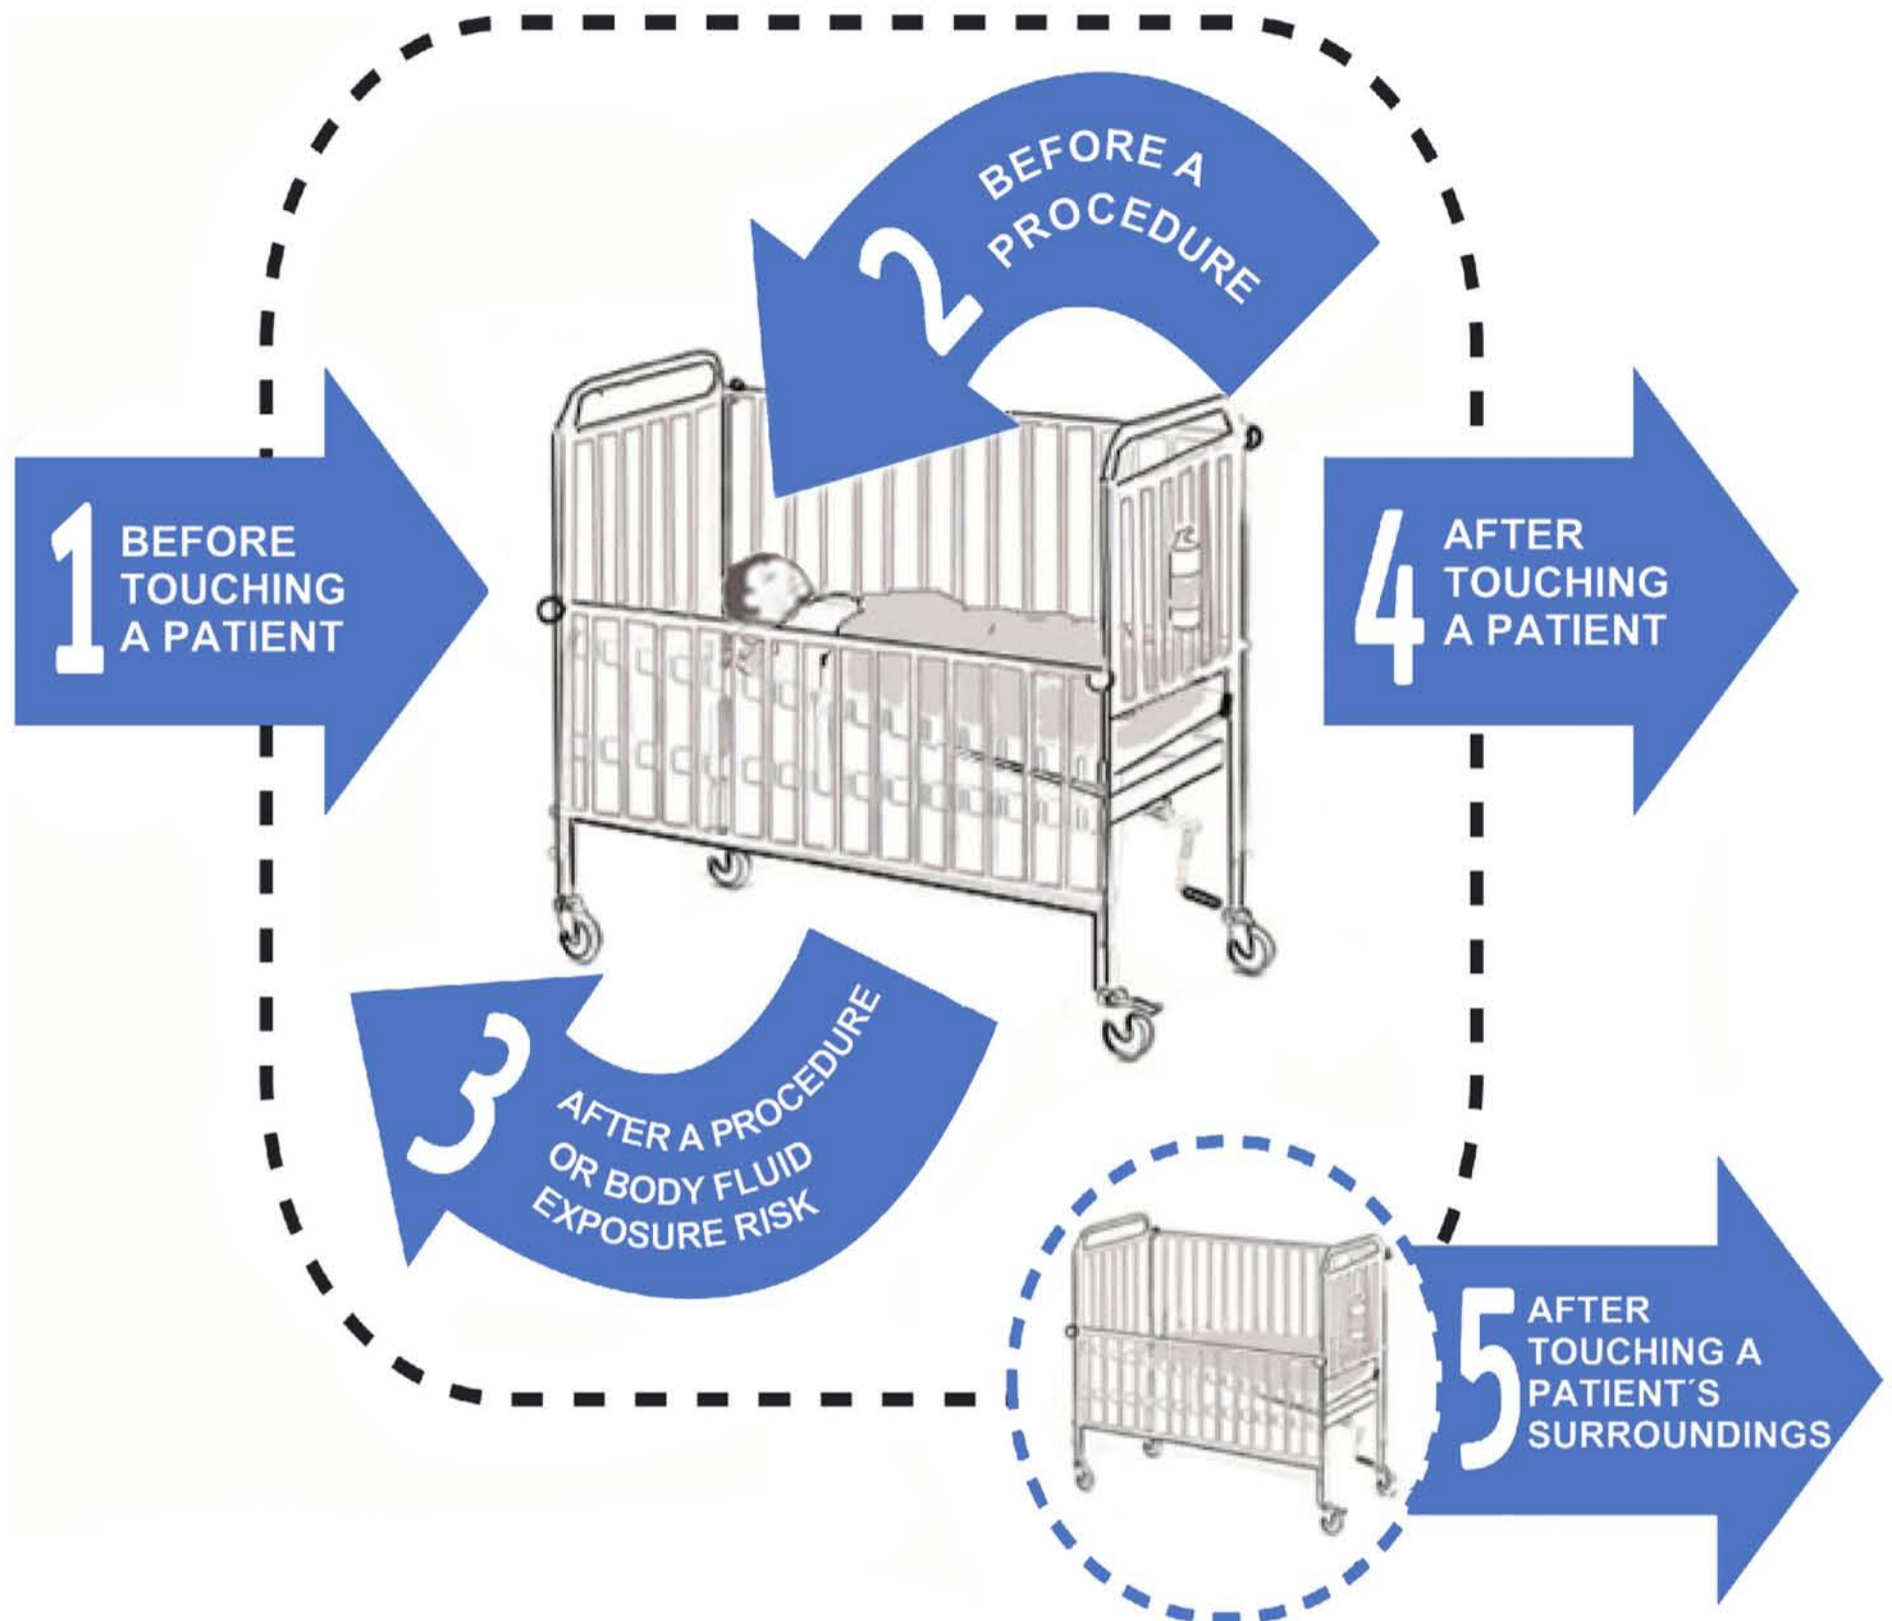 1
BEFORE
TOUCHING
A PATIENT
2
BEFORE A
PROCEDURE
3
AFTER A PROCEDURE
OR BODY FLUID
EXPOSURE RISK
4
AFTER
TOUCHING
A PATIENT
5
AFTER
TOUCHING A
PATIENT´S
SURROUNDINGS